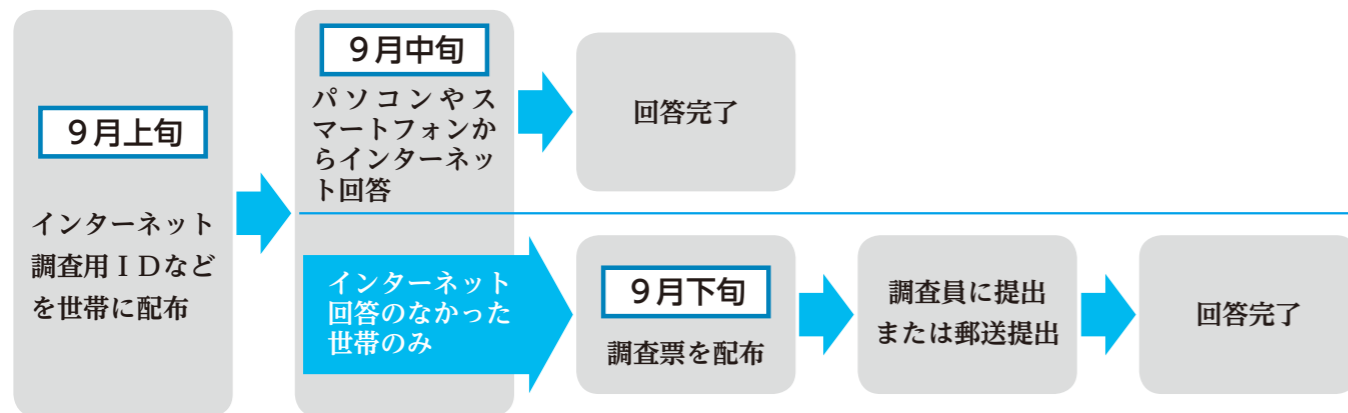 ９月上旬
インターネット
調査用ＩＤなど
を世帯に配布
９月中旬
パソコンやス
マートフォンか
らインターネッ
ト回答
回答完了
インターネット
回答のなかった
世帯のみ
９月下旬
調査票を配布
調査員に提出
または郵送提出
回答完了